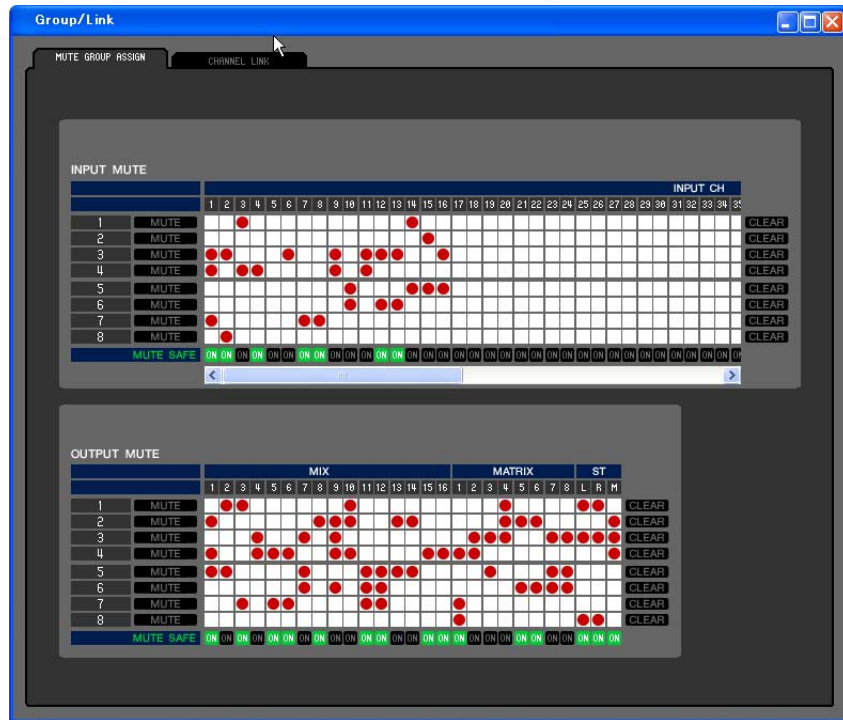 Group/Link
MUTE GROUP ASSIGN
CHANNEL LINK
INPUT MUTE
INPUT CH
1 2 3 4 5 6 7 8 9 10 11 12 13 14 15 16 17 18 19 20 21 22 23 24 25 26 27 28 29 30 31 32 33 34 35
1 MUTE CLEAR
2 MUTE CLEAR
3 MUTE CLEAR
4 MUTE CLEAR
5 MUTE CLEAR
6 MUTE CLEAR
7 MUTE CLEAR
8 MUTE CLEAR
MUTE SAFE ON ON ON ON ON ON ON ON ON ON ON ON ON ON ON ON ON ON ON ON ON ON ON ON ON ON ON ON ON ON ON ON ON ON ON
OUTPUT MUTE
MIX MATRIX ST
1 2 3 4 5 6 7 8 9 10 11 12 13 14 15 16 1 2 3 4 5 6 7 8 L R M
1 MUTE CLEAR
2 MUTE CLEAR
3 MUTE CLEAR
4 MUTE CLEAR
5 MUTE CLEAR
6 MUTE CLEAR
7 MUTE CLEAR
8 MUTE CLEAR
MUTE SAFE ON ON ON ON ON ON ON ON ON ON ON ON ON ON ON ON ON ON ON ON ON ON ON ON ON ON ON